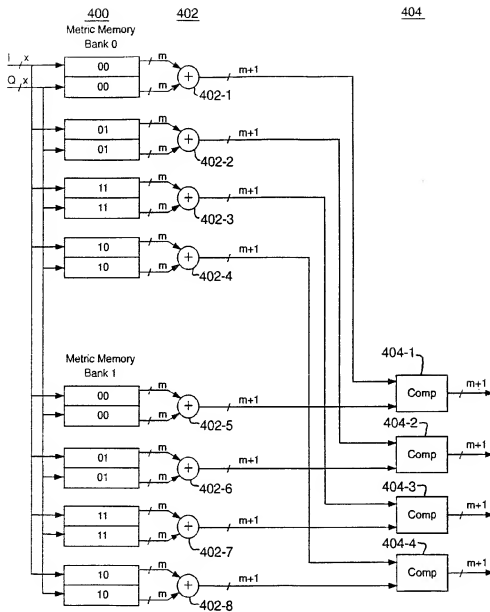 400 402 404
Metric Memory
Bank 0
I x
Q x
00 m
00 m
402-1
m+1
01 m
01 m
402-2
m+1
11 m
11 m
402-3
m+1
10 m
10 m
402-4
m+1
Metric Memory
Bank 1
00 m
00 m
402-5
m+1
404-1
Comp
m+1
01 m
01 m
402-6
m+1
404-2
Comp
m+1
11 m
11 m
402-7
m+1
404-3
Comp
m+1
10 m
10 m
402-8
m+1
404-4
Comp
m+1